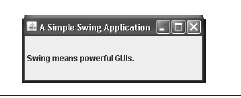 A Simple Swing Application
Swing means powerful GUIs.